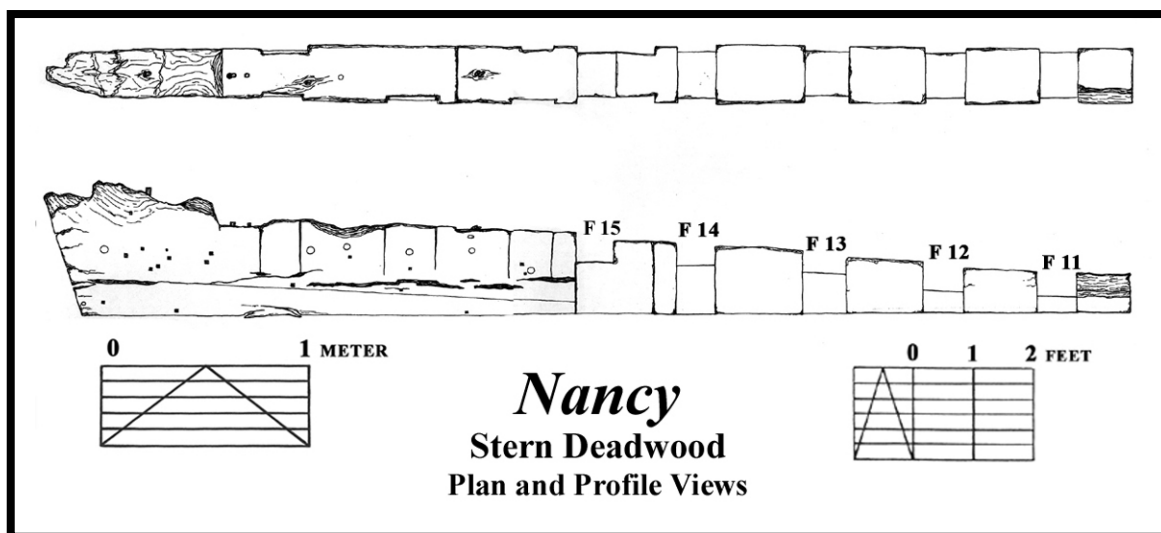 F 15
F 14
F 13
F 12
F 11
0 1 METER
0 1 2 FEET
Nancy
Stern Deadwood
Plan and Profile Views